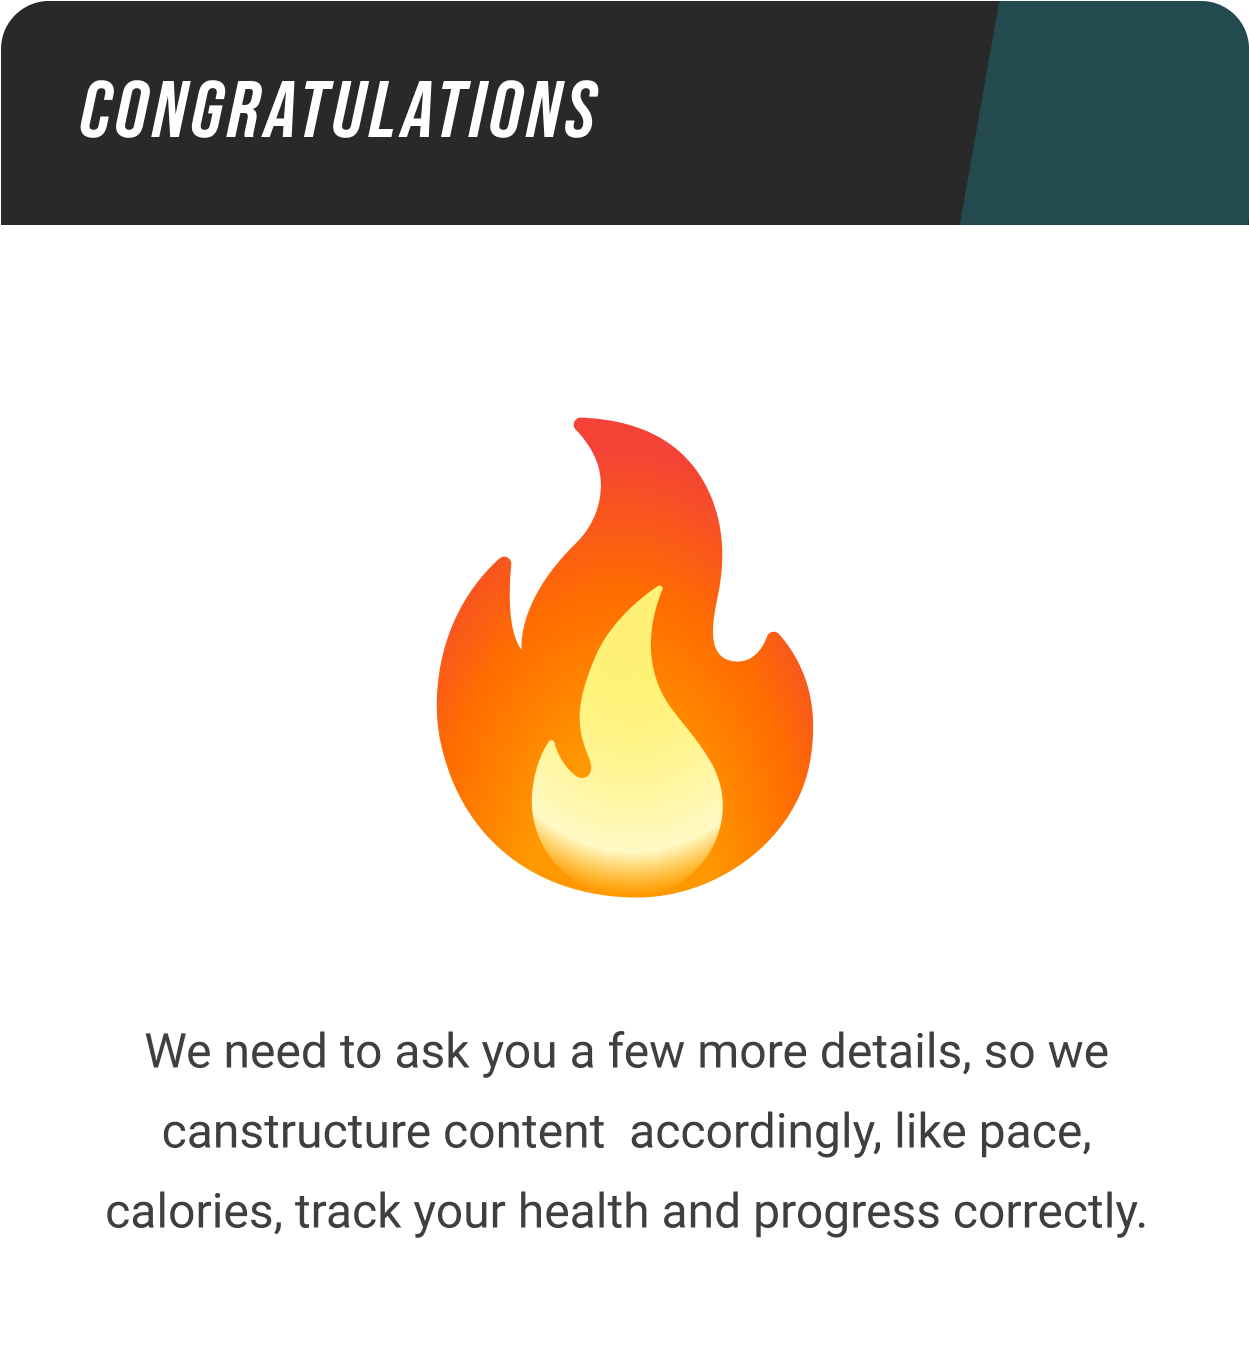 CONGRATULATIONS
We need to ask you a few more details, so we
canstructure content  accordingly, like pace,
calories, track your health and progress correctly.